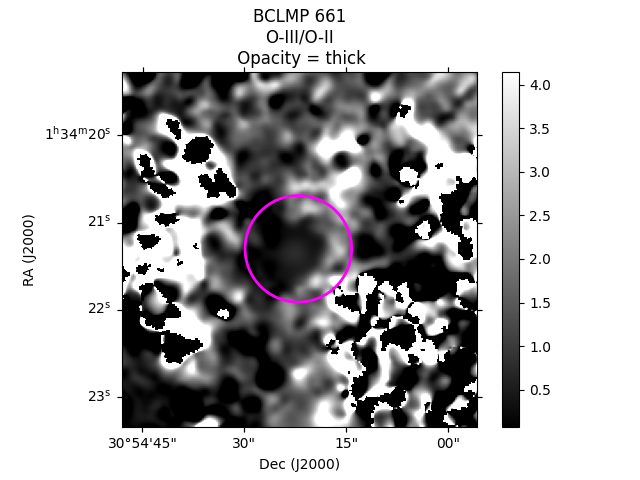 BCLMP 661
O-III/O-II
Opacity = thick
1ʰ34ᵐ20ˢ
21ˢ
22ˢ
23ˢ
RA (J2000)
30°54'45"
30"
15"
00"
Dec (J2000)
4.0
3.5
3.0
2.5
2.0
1.5
1.0
0.5